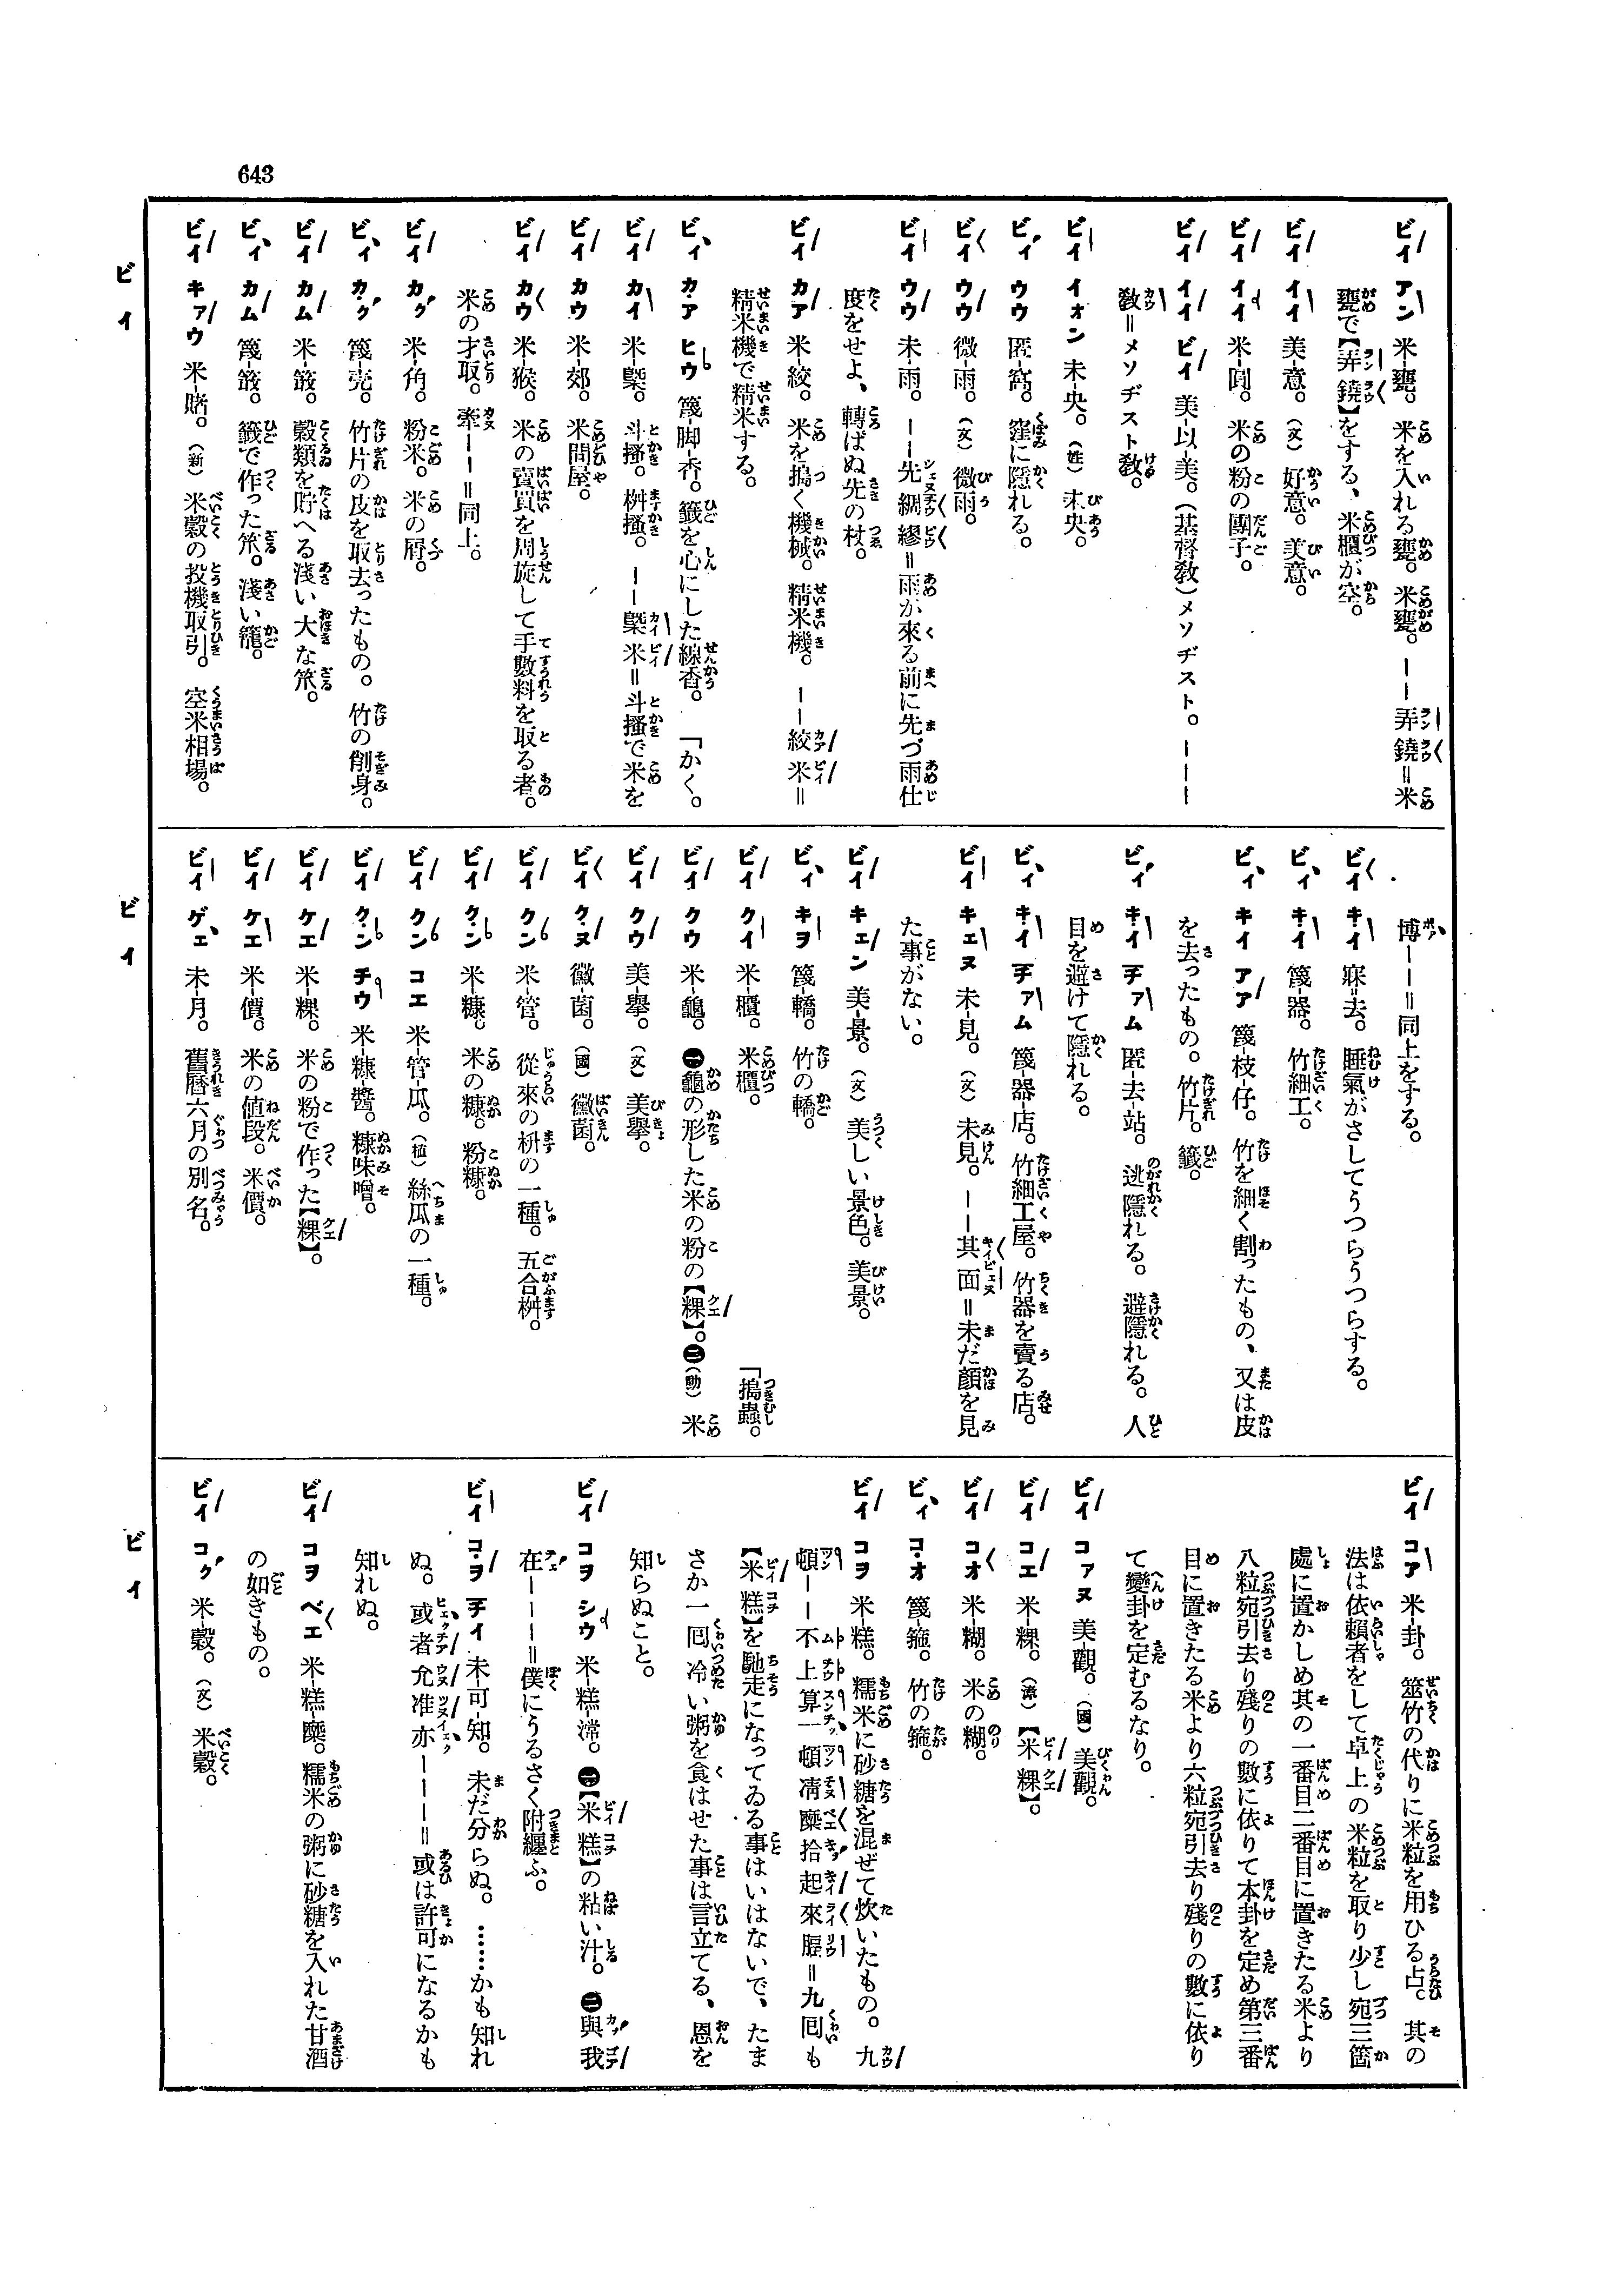 643
ビイ アン 米-甕。米を入れる甕。米甕。——弄鐃=米
甕で【弄鐃】をする、米櫃が空。
ビイ イイ 美-意。(文)好意。美意。
ビイ イイ 米-圓。米の粉の團子。
ビイ イイ ビイ 美-以-美。(基督敎)メソヂスト。———
敎=メソヂスト敎。
ビイ イォン 未-央。(姓)未央。
ビイ ウウ 匿-窩。窪に隱れる。
ビイ ウウ 微-雨。(文)微雨。
ビイ ウウ 未-雨。——先綢繆=雨が來る前に先づ雨仕
度をせよ、轉ばぬ先の杖。
ビイ カア 米-絞。米を搗く機械。精米機。——絞米=
精米機で精米する。
ビイ カ・ア ヒウ 篾-脚-香。籤を心にした線香。「かく。
ビイ カイ 米-槩。斗搔。桝搔。——槩米=斗搔で米を
ビイ カウ 米-郊。米問屋。
ビイ カウ 米-猴。米の賣買を周旋して手數料を取る者。
米の才取。牽——=同上。
ビイ カク 米-角。粉米。米の屑。
ビイ カ・ク 篾-壳。竹片の皮を取去ったもの。竹の削身。
ビイ カム 米-𥴊。穀類を貯へる淺い大な笊。
ビイ カム 篾-𥴊。籤で作った笊。淺い籠。
ビイ キァウ 米-賭。(新)米穀の投機取引。空米相場。
博——=同上をする。
ビイ キ・イ 寐-去。睡氣がさしてうつらうつらする。
ビイ キ・イ 篾-器。竹細工。
ビイ キイ アア 篾-枝-仔。竹を細く割ったもの、又は皮
を去ったもの。竹片。籤。
ビイ キ・イ チァム 匿-去-站。逃隱れる。避隱れる。人
目を避けて隱れる。
ビイ キ・イ チァム 篾-器-店。竹細工屋。竹器を賣る店。
ビイ キェヌ 未-見。(文)未見。——其面=未だ顏を見
た事がない。
ビイ キェン 美-景。(文)美しい景色。美景。
ビイ キヲ 篾-轎。竹の轎。
ビイ クイ 米-櫃。米櫃。「搗蟲。
ビイ クウ 米-龜。㊀龜の形した米の粉の【粿】。㊁(動)米
ビイ クウ 美-擧。(文)美擧。
ビイ ク・ヌ 黴-菌。(國)黴菌。
ビイ クン 米-管。從來の枡の一種。五合桝。
ビイ ク・ン 米-糠。米の糠。粉糠。
ビイ クン コエ 米-管-瓜。(植)絲瓜の一種。
ビイ ク・ン チウ 米-糠-醬。糠味噌。
ビイ ケエ 米-粿。米の粉で作った【粿】。
ビイ ケエ 米-價。米の値段。米價。
ビイ ゲェ 未-月。舊曆六月の別名。
ビイ コア 米-卦。筮竹の代りに米粒を用ひる占。其の
法は依賴者をして卓上の米粒を取り少し宛三箇
處に置かしめ其の一番目二番目に置きたる米より
八粒宛引去り殘りの數に依りて本卦を定め第三番
目に置きたる米より六粒宛引去り殘りの數に依り
て變卦を定むるなり。
ビイ コァヌ 美-觀。(國)美觀。
ビイ コエ 米-粿。(漳)【米粿】。
ビイ コオ 米-糊。米の糊。
ビイ コ・オ 篾-箍。竹の箍。
ビイ コヲ 米-糕。糯米に砂糖を混ぜて炊いたもの。九
頓——不上算一頓凊糜拾起來脹=九囘も
【米糕】を馳走になってゐる事はいはないで、たま
さか一囘冷い粥を食はせた事は言立てる、恩を
知らぬこと。
ビイ コヲ シウ 米-糕-滯。㊀【米糕】の粘い汁。㊁與我
在———=僕にうるさく附纏ふ。
ビイ コ・ヲ チイ 未-可-知。未だ分らぬ。……かも知れ
ぬ。或者允准亦———=或は許可になるかも
知れぬ。
ビイ コヲ ベエ 米-糕-糜。糯米の粥に砂糖を入れた甘酒
の如きもの。
ビイ コク 米-穀。(文)米穀。
ビイ
ビイ
ビイ